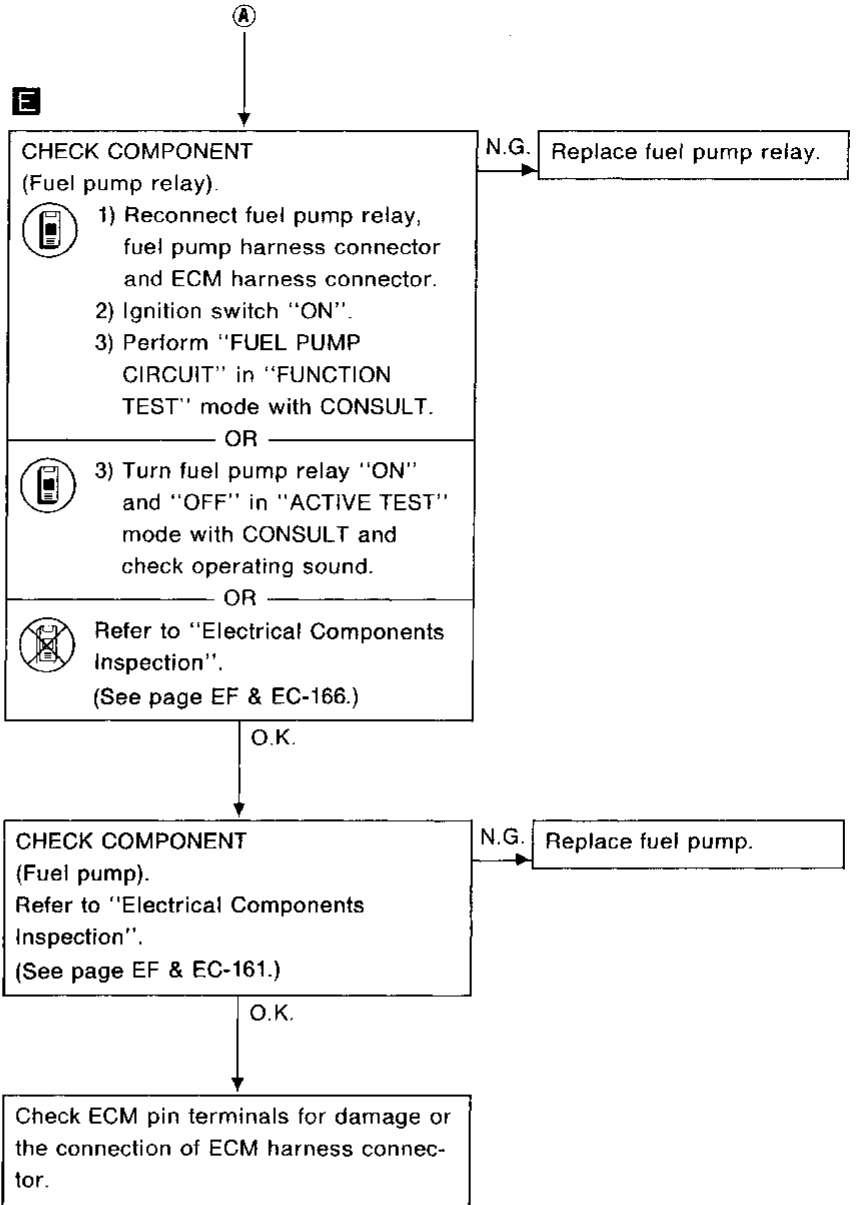 A
E
CHECK COMPONENT
(Fuel pump relay).
1) Reconnect fuel pump relay,
fuel pump harness connector
and ECM harness connector.
2) Ignition switch "ON".
3) Perform "FUEL PUMP
CIRCUIT" in "FUNCTION
TEST" mode with CONSULT.
OR
3) Turn fuel pump relay "ON"
and "OFF" in "ACTIVE TEST"
mode with CONSULT and
check operating sound.
OR
Refer to "Electrical Components
Inspection".
(See page EF & EC-166.)
N.G.
Replace fuel pump relay.
O.K.
CHECK COMPONENT
(Fuel pump).
Refer to "Electrical Components
Inspection".
(See page EF & EC-161.)
N.G.
Replace fuel pump.
O.K.
Check ECM pin terminals for damage or
the connection of ECM harness connec-
tor.